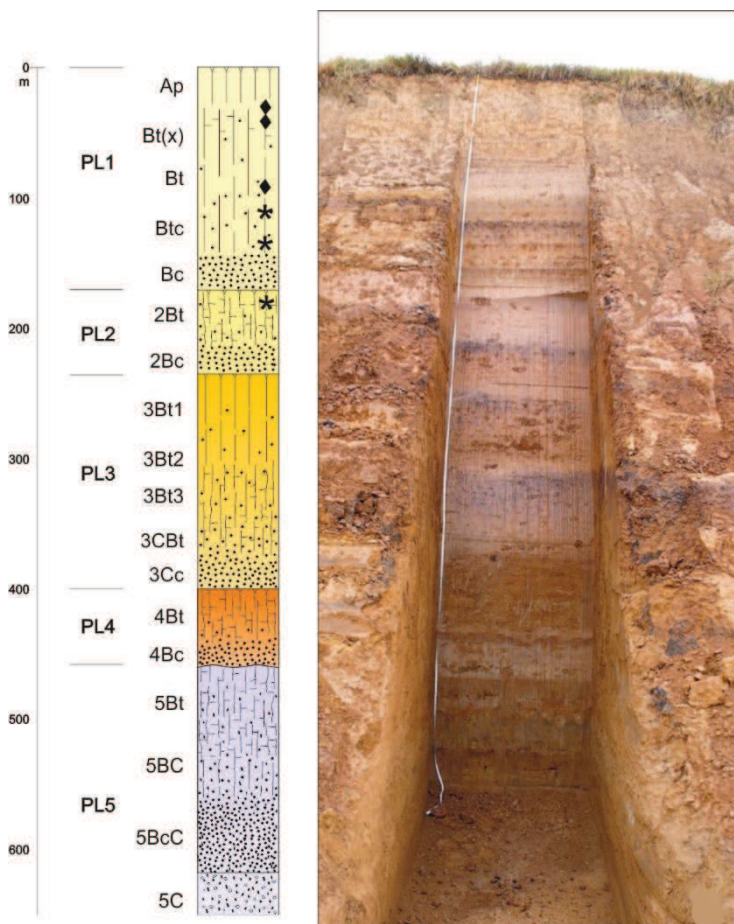 0
m
100
200
300
400
500
600
PL1
PL2
PL3
PL4
PL5
Ap
Bt(x)
Bt
Btc
Bc
2Bt
2Bc
3Bt1
3Bt2
3Bt3
3CBt
3Cc
4Bt
4Bc
5Bt
5BC
5BcC
5C